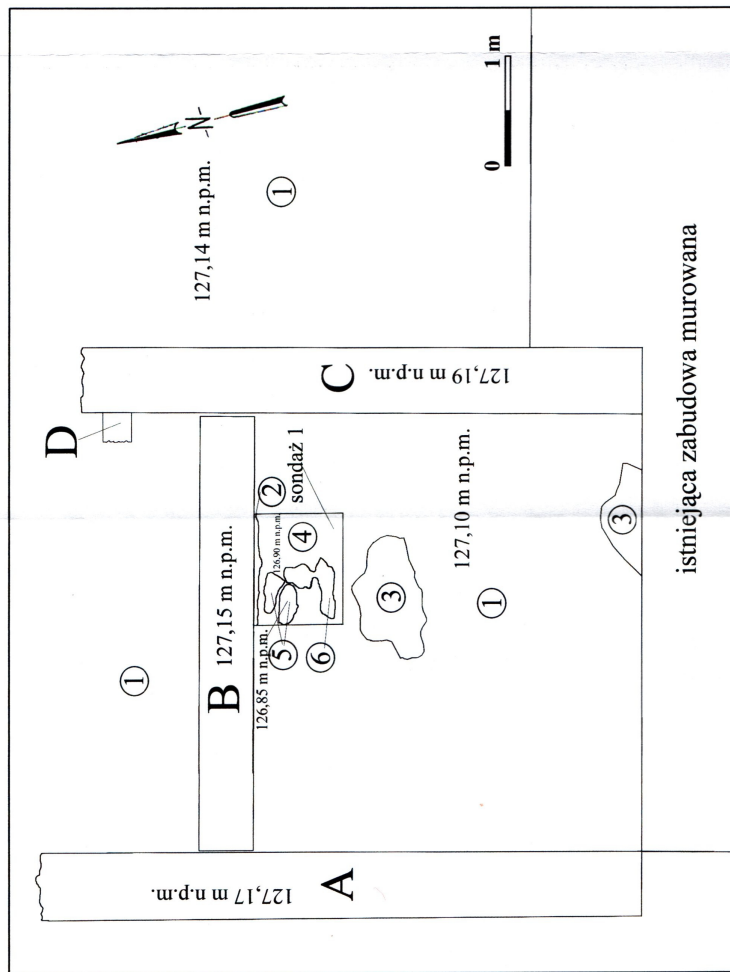 N
0 1 m
127,14 m n.p.m.
1
D
C
127,19 m n.p.m.
1
B 127,15 m n.p.m.
2
sondaż 1
126,90 m n.p.m.
4
5
6
126,85 m n.p.m.
3
127,10 m n.p.m.
1
3
A
127,17 m n.p.m.
istniejąca zabudowa murowana